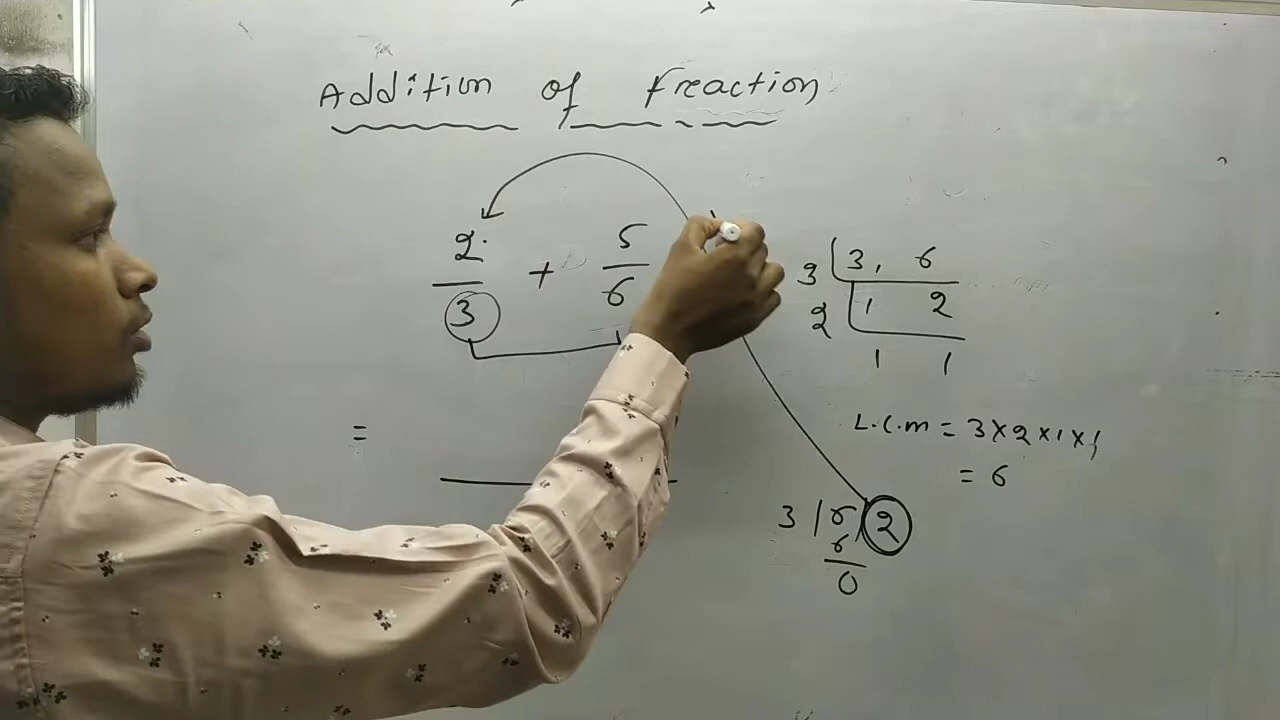 Addition of Freaction
2/3 + 5/6
=
3 | 3, 6
2 | 1 2
1 1
L.C.M = 3×2×1×1
= 6
3 | 6 | 2
6
0